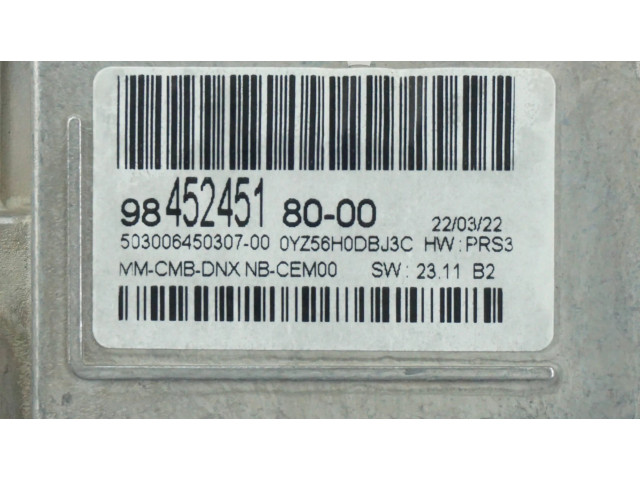 98 452451 80-00 22/03/22
503006450307-00 0YZ56H0DBJ3C HW: PRS3
MM-CMB-DNX NB-CEM00 SW: 23.11 B2